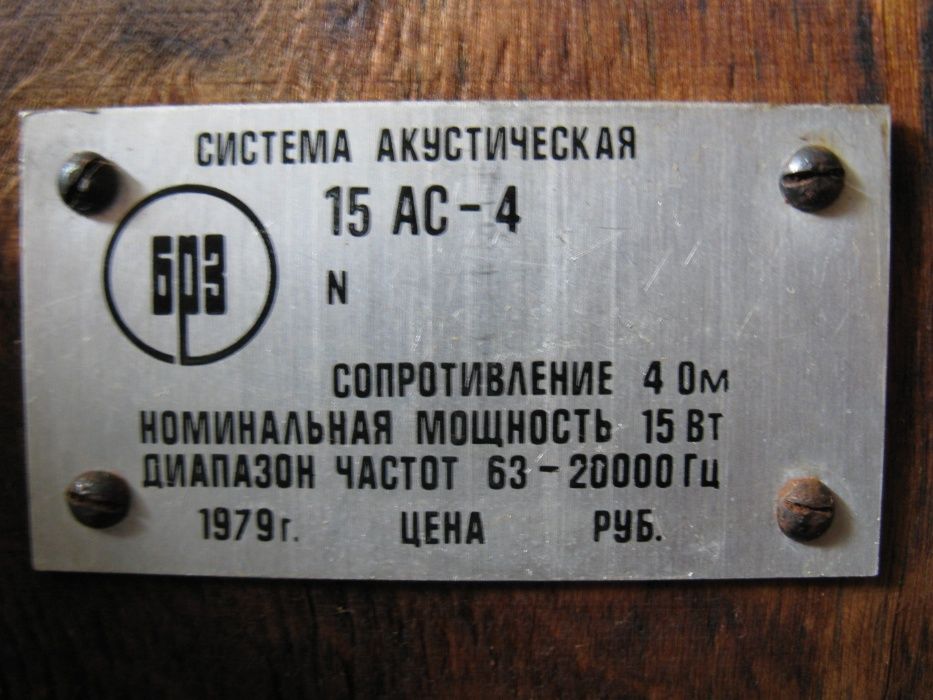 СИСТЕМА АКУСТИЧЕСКАЯ
15 АС-4
БРЗ
N
СОПРОТИВЛЕНИЕ 4 Ом
НОМИНАЛЬНАЯ МОЩНОСТЬ 15 Вт
ДИАПАЗОН ЧАСТОТ 63-20000 Гц
1979 г. ЦЕНА РУБ.